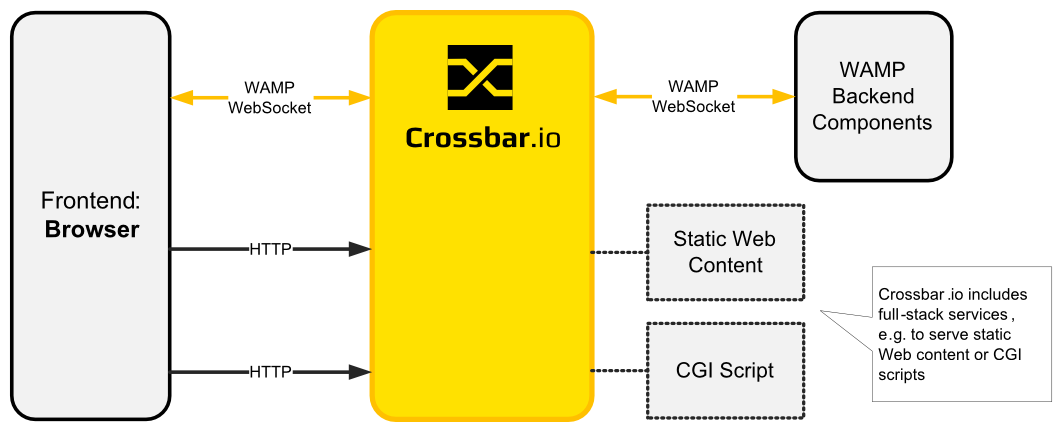 Frontend:
Browser
WAMP
WebSocket
HTTP
HTTP
Crossbar.io
WAMP
WebSocket
WAMP
Backend
Components
Static Web
Content
CGI Script
Crossbar.io includes
full-stack services,
e.g. to serve static
Web content or CGI
scripts